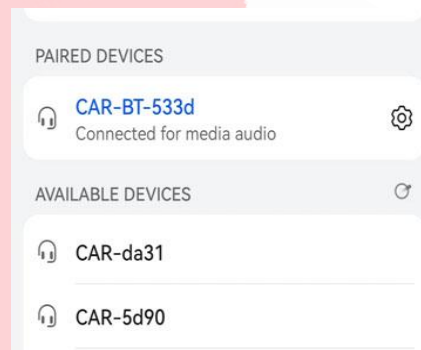 PAIRED DEVICES
CAR-BT-533d
Connected for media audio
AVAILABLE DEVICES
CAR-da31
CAR-5d90